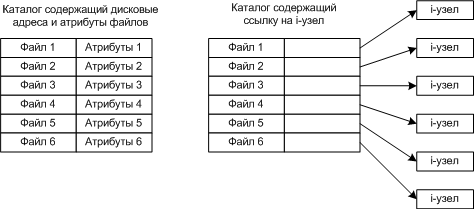 Каталог содержащий дисковые
адреса и атрибуты файлов
Файл 1 Атрибуты 1
Файл 2 Атрибуты 2
Файл 3 Атрибуты 3
Файл 4 Атрибуты 4
Файл 5 Атрибуты 5
Файл 6 Атрибуты 6
Каталог содержащий
ссылку на i-узел
Файл 1
Файл 2
Файл 3
Файл 4
Файл 5
Файл 6
i-узел
i-узел
i-узел
i-узел
i-узел
i-узел